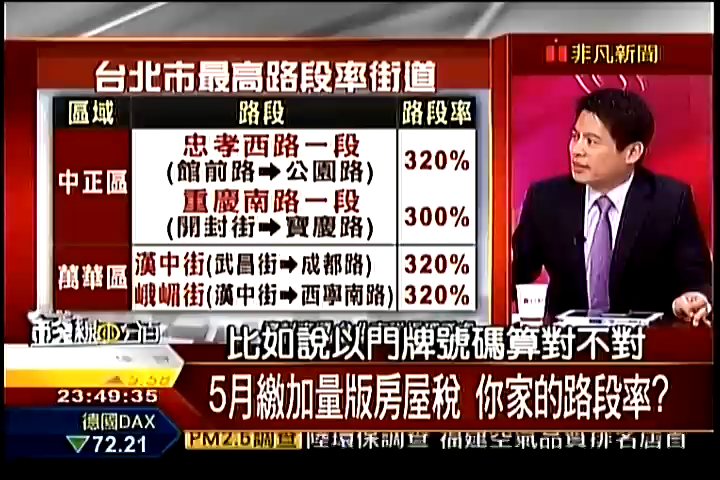 非凡新聞
台北市最高路段率街道
區域 路段 路段率
中正區
忠孝西路一段
(館前路➡公園路)
320%
重慶南路一段
(開封街➡寶慶路)
300%
萬華區
漢中街(武昌街➡成都路) 320%
峨嵋街(漢中街➡西寧南路) 320%
比如說以門牌號碼算對不對
5月繳加量版房屋稅 你家的路段率?
23:49:35
德國DAX
▽72.21
PM2.5調查 陸環保調查 福建空氣品質排名居首